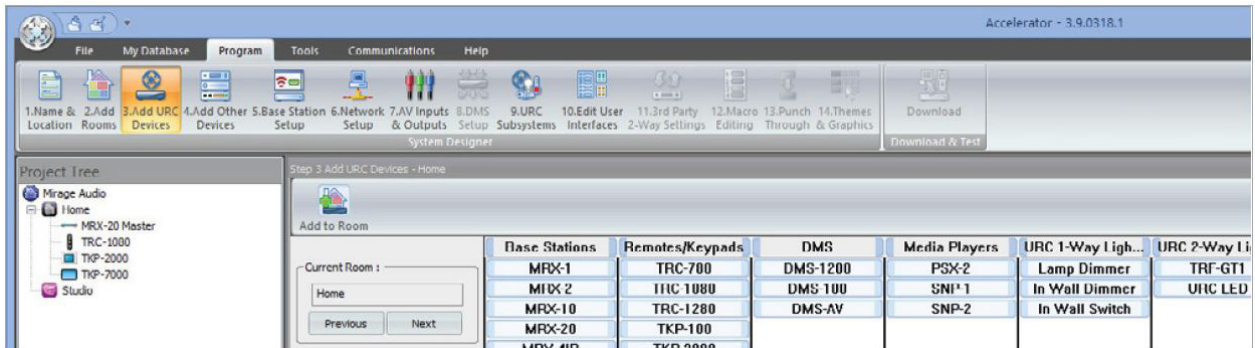 Accelerator - 3.9.0318.1
File My Database Program Tools Communications Help
1.Name & Location 2.Add Rooms 3.Add URC Devices 4.Add Other Devices 5.Base Station Setup 6.Network Setup 7.AV Inputs & Outputs 8.DMS Setup 9.URC Subsystems 10.Edit User Interfaces 11.3rd Party 2-Way Settings 12.Macro Editing 13.Punch Through 14.Themes & Graphics Download
System Designer Download & Test
Project Tree
Mirage Audio
Home
MRX-20 Master
TRC-1080
TKP-2000
TKP-7000
Studio
Step 3 Add URC Devices - Home
Add to Room
Current Room :
Home
Previous Next
Base Stations Remotes/Keypads DMS Media Players URC 1-Way Ligh... URC 2-Way Li
MRX-1 TRC-780 DMS-1200 PSX-2 Lamp Dimmer TRF-GT1
MRX-2 TRC-1080 DMS-100 SNP-1 In Wall Dimmer URC LED
MRX-10 TRC-1280 DMS-AV SNP-2 In Wall Switch
MRX-20 TKP-100